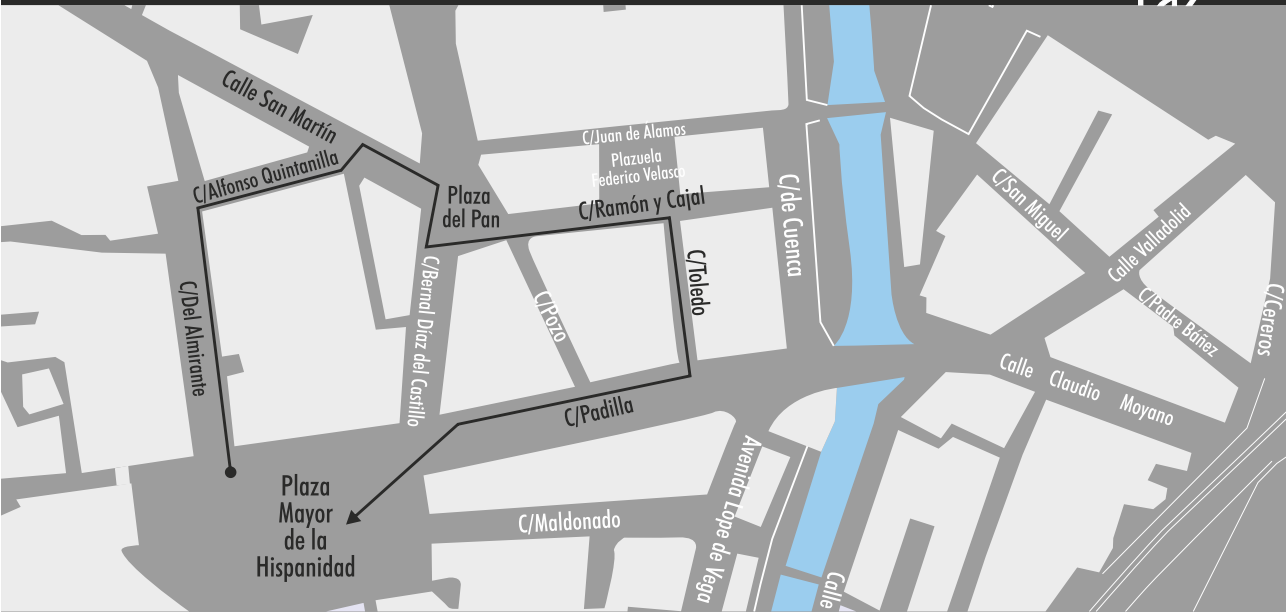 Calle San Martín
C/Juan de Álamos
Plazuela
Federico Velasco
C/Alfonso Quintanilla
Plaza
del Pan
C/Ramón y Cajal
C/de Cuenca
C/San Miguel
Calle Valladolid
C/Padre Báñez
C/Cereros
C/Del Almirante
C/Bernal Díaz del Castillo
C/Pozo
C/Toledo
C/Padilla
Calle Claudio Moyano
Plaza
Mayor
de la
Hispanidad
C/Maldonado
Avenida Lope de Vega
Calle